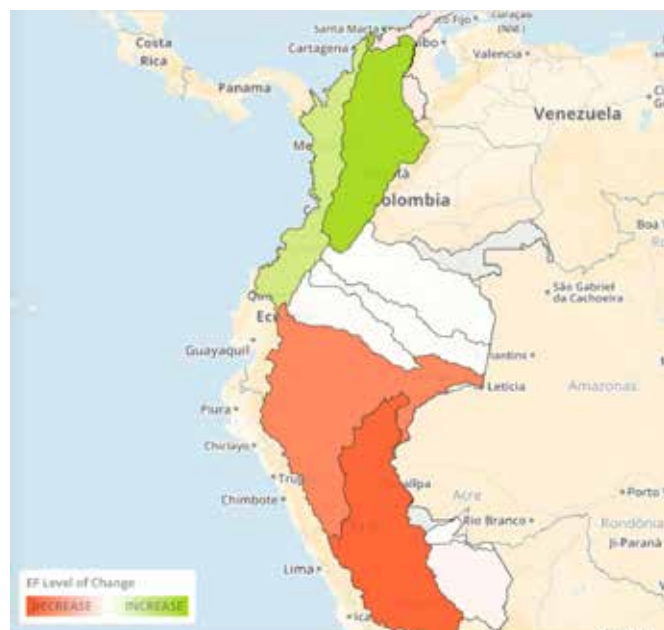 Santa Marta
Cartagena
Costa
Rica
Panama
Valencia
Venezuela
Colombia
Boa
São Gabriel
da Cachoeira
Guayaquil
Leticia
Amazonas
Piura
Chiclayo
Chimbote
Acre
Porto
Rio Branco
Rondônia
Ji-Paraná
Lima
EF Level of Change
DECREASE
INCREASE